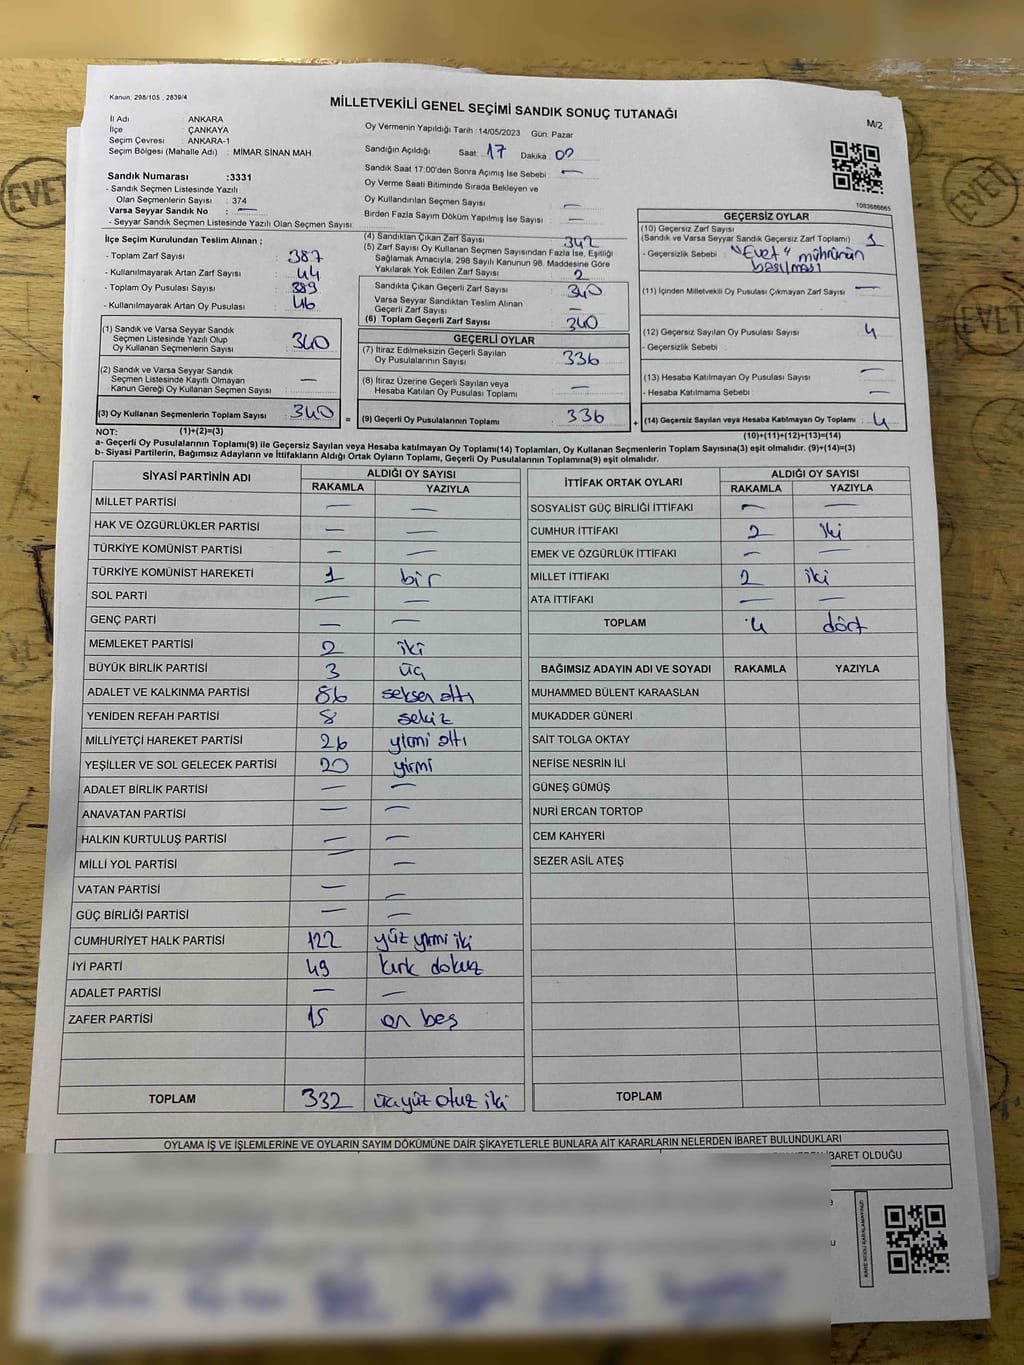 Kanun, 298/105 , 2839/4
MİLLETVEKİLİ GENEL SEÇİMİ SANDIK SONUÇ TUTANAĞI
M/2
İl Adı : ANKARA
İlçe : ÇANKAYA
Seçim Çevresi : ANKARA-1
Seçim Bölgesi (Mahalle Adı) : MİMAR SİNAN MAH
Oy Vermenin Yapıldığı Tarih :14/05/2023 Gün: Pazar
Sandığın Açıldığı Saat: 17 Dakika : 00
Sandık Saat 17:00'den Sonra Açımış İse Sebebi : —
Oy Verme Saati Bitiminde Sırada Bekleyen ve
Oy Kullandırılan Seçmen Sayısı : —
Birden Fazla Sayım Döküm Yapılmış İse Sayısı : —
1083686665
Sandık Numarası :3331
- Sandık Seçmen Listesinde Yazılı
Olan Seçmenlerin Sayısı : 374
Varsa Seyyar Sandık No : —
- Seyyar Sandık Seçmen Listesinde Yazılı Olan Seçmen Sayısı :
İlçe Seçim Kurulundan Teslim Alınan ;
- Toplam Zarf Sayısı : 387
- Kullanılmayarak Artan Zarf Sayısı : 44
- Toplam Oy Pusulası Sayısı : 389
- Kullanılmayarak Artan Oy Pusulası : 46
(4) Sandıktan Çıkan Zarf Sayısı 342
(5) Zarf Sayısı Oy Kullanan Seçmen Sayısından Fazla İse, Eşitliği
Sağlamak Amacıyla, 298 Sayılı Kanunun 98. Maddesine Göre
Yakılarak Yok Edilen Zarf Sayısı : 2
Sandıkta Çıkan Geçerli Zarf Sayısı : 340
Varsa Seyyar Sandıktan Teslim Alınan
Geçerli Zarf Sayısı : —
(6) Toplam Geçerli Zarf Sayısı : 340
GEÇERSİZ OYLAR
(10) Geçersiz Zarf Sayısı
(Sandık ve Varsa Seyyar Sandık Geçersiz Zarf Toplamı) : 1
- Geçersizlik Sebebi : "Evet" mührünün
basılması
(11) İçinden Milletvekili Oy Pusulası Çıkmayan Zarf Sayısı : —
(12) Geçersiz Sayılan Oy Pusulası Sayısı : 4
- Geçersizlik Sebebi :
(13) Hesaba Katılmayan Oy Pusulası Sayısı : —
- Hesaba Katılmama Sebebi : —
(14) Geçersiz Sayılan veya Hesaba Katılmayan Oy Toplamı : 4
(10)+(11)+(12)+(13)=(14)
(1) Sandık ve Varsa Seyyar Sandık
Seçmen Listesinde Yazılı Olup
Oy Kullanan Seçmenlerin Sayısı : 340
(2) Sandık ve Varsa Seyyar Sandık
Seçmen Listesinde Kayıtlı Olmayan
Kanun Gereği Oy Kullanan Seçmen Sayısı : —
(3) Oy Kullanan Seçmenlerin Toplam Sayısı : 340 =
(1)+(2)=(3)
GEÇERLİ OYLAR
(7) İtiraz Edilmeksizin Geçerli Sayılan
Oy Pusulalarının Sayısı : 336
(8) İtiraz Üzerine Geçerli Sayılan veya
Hesaba Katılan Oy Pusulası Toplamı : —
(9) Geçerli Oy Pusulalarının Toplamı : 336 +
NOT:
a- Geçerli Oy Pusulalarının Toplamı(9) ile Geçersiz Sayılan veya Hesaba katılmayan Oy Toplamı(14) Toplamları, Oy Kullanan Seçmenlerin Toplam Sayısına(3) eşit olmalıdır. (9)+(14)=(3)
b- Siyasi Partilerin, Bağımsız Adayların ve İttifakların Aldığı Ortak Oyların Toplamı, Geçerli Oy Pusulalarının Toplamına(9) eşit olmalıdır.
SİYASİ PARTİNİN ADI ALDIĞI OY SAYISI
RAKAMLA YAZIYLA
MİLLET PARTİSİ — —
HAK VE ÖZGÜRLÜKLER PARTİSİ — —
TÜRKİYE KOMÜNİST PARTİSİ — —
TÜRKİYE KOMÜNİST HAREKETİ 1 bir
SOL PARTİ — —
GENÇ PARTİ — —
MEMLEKET PARTİSİ 2 iki
BÜYÜK BİRLİK PARTİSİ 3 üç
ADALET VE KALKINMA PARTİSİ 86 seksen altı
YENİDEN REFAH PARTİSİ 8 sekiz
MİLLİYETÇİ HAREKET PARTİSİ 26 yirmi altı
YEŞİLLER VE SOL GELECEK PARTİSİ 20 yirmi
ADALET BİRLİK PARTİSİ — —
ANAVATAN PARTİSİ — —
HALKIN KURTULUŞ PARTİSİ — —
MİLLİ YOL PARTİSİ — —
VATAN PARTİSİ — —
GÜÇ BİRLİĞİ PARTİSİ — —
CUMHURİYET HALK PARTİSİ 122 yüz yirmi iki
İYİ PARTİ 49 kırk dokuz
ADALET PARTİSİ — —
ZAFER PARTİSİ 15 on beş
TOPLAM 332 üçyüz otuz iki
İTTİFAK ORTAK OYLARI ALDIĞI OY SAYISI
RAKAMLA YAZIYLA
SOSYALİST GÜÇ BİRLİĞİ İTTİFAKI — —
CUMHUR İTTİFAKI 2 iki
EMEK VE ÖZGÜRLÜK İTTİFAKI — —
MİLLET İTTİFAKI 2 iki
ATA İTTİFAKI — —
TOPLAM 4 dört
BAĞIMSIZ ADAYIN ADI VE SOYADI RAKAMLA YAZIYLA
MUHAMMED BÜLENT KARAASLAN
MUKADDER GÜNERİ
SAİT TOLGA OKTAY
NEFİSE NESRİN İLİ
GÜNEŞ GÜMÜŞ
NURİ ERCAN TORTOP
CEM KAHYERİ
SEZER ASİL ATEŞ
TOPLAM
OYLAMA İŞ VE İŞLEMLERİNE VE OYLARIN SAYIM DÖKÜMÜNE DAİR ŞİKAYETLERLE BUNLARA AİT KARARLARIN NELERDEN İBARET BULUNDUKLARI
İBARET OLDUĞU
KARE KODU KARALAMAYINIZ!
EVET
EVET
EVET